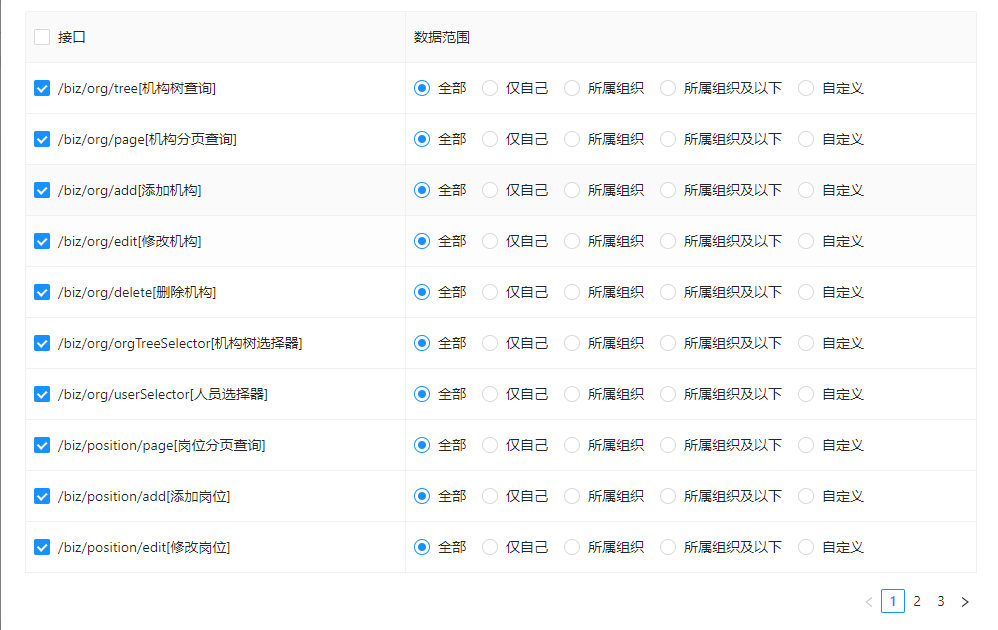 接口 数据范围
/biz/org/tree[机构树查询] 全部 仅自己 所属组织 所属组织及以下 自定义
/biz/org/page[机构分页查询] 全部 仅自己 所属组织 所属组织及以下 自定义
/biz/org/add[添加机构] 全部 仅自己 所属组织 所属组织及以下 自定义
/biz/org/edit[修改机构] 全部 仅自己 所属组织 所属组织及以下 自定义
/biz/org/delete[删除机构] 全部 仅自己 所属组织 所属组织及以下 自定义
/biz/org/orgTreeSelector[机构树选择器] 全部 仅自己 所属组织 所属组织及以下 自定义
/biz/org/userSelector[人员选择器] 全部 仅自己 所属组织 所属组织及以下 自定义
/biz/position/page[岗位分页查询] 全部 仅自己 所属组织 所属组织及以下 自定义
/biz/position/add[添加岗位] 全部 仅自己 所属组织 所属组织及以下 自定义
/biz/position/edit[修改岗位] 全部 仅自己 所属组织 所属组织及以下 自定义
< 1 2 3 >